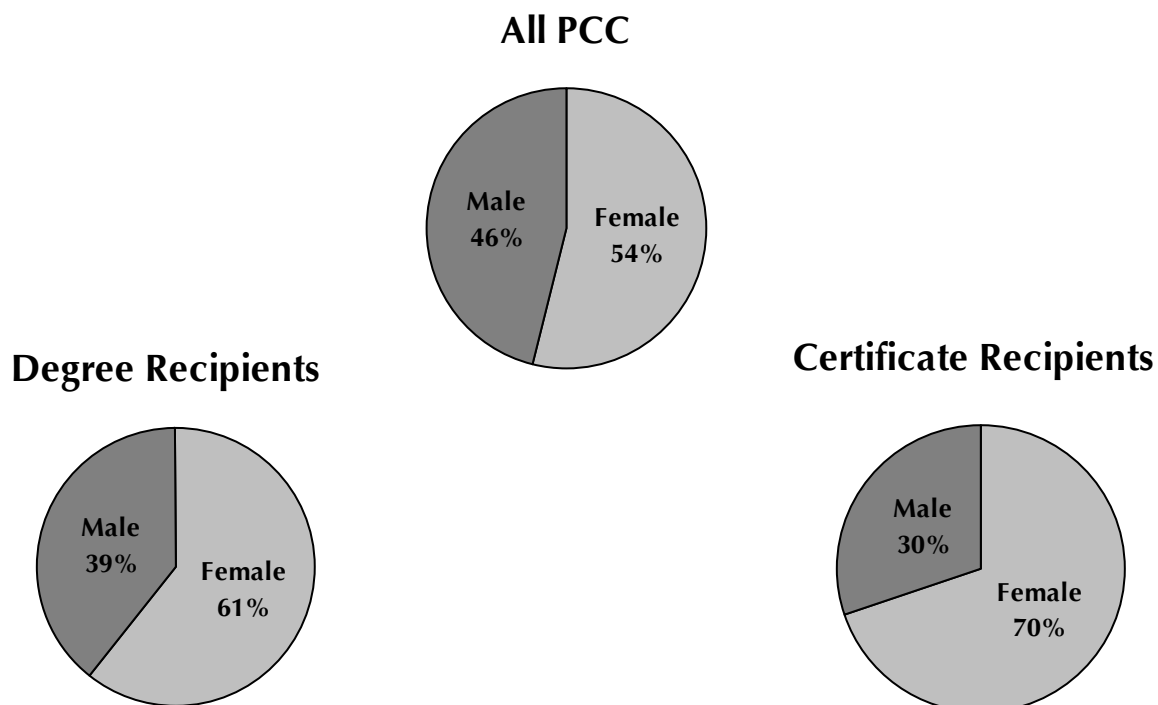 All PCC
Male
46%
Female
54%
Degree Recipients
Male
39%
Female
61%
Certificate Recipients
Male
30%
Female
70%